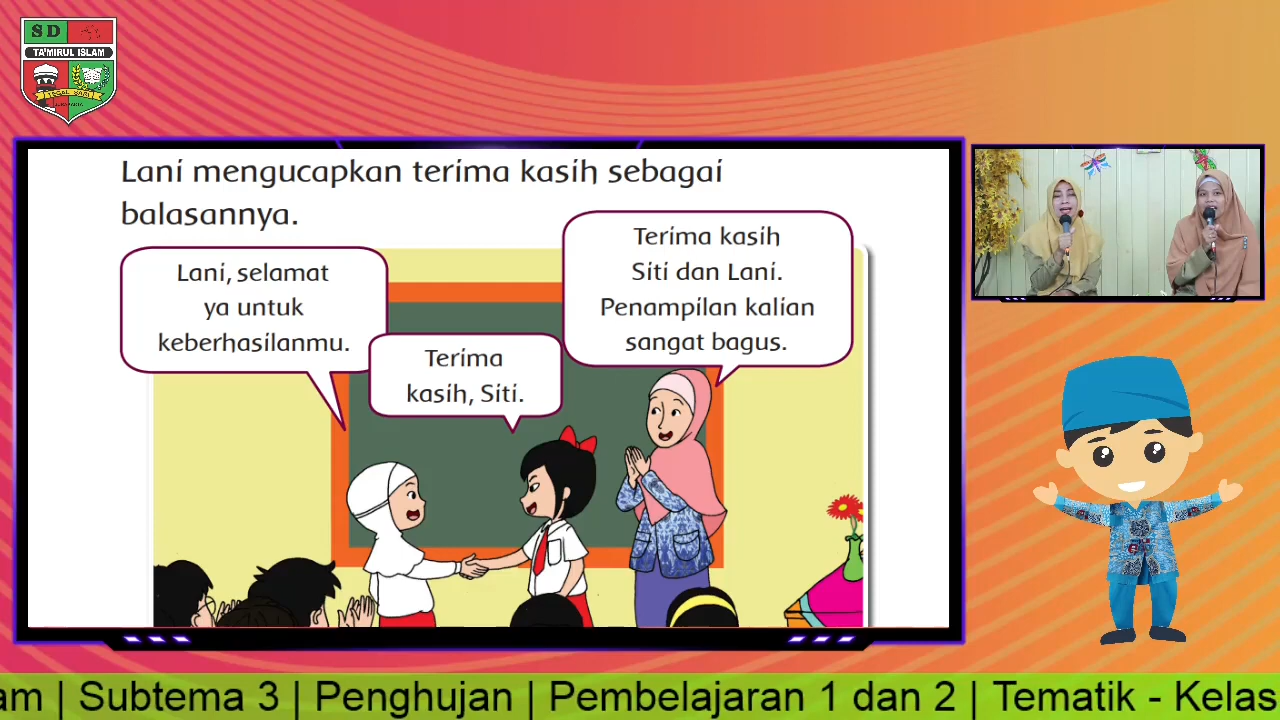 SD
TA'MIRUL ISLAM
Lani mengucapkan terima kasih sebagai
balasannya.
Lani, selamat
ya untuk
keberhasilanmu.
Terima
kasih, Siti.
Terima kasih
Siti dan Lani.
Penampilan kalian
sangat bagus.
am | Subtema 3 | Penghujan | Pembelajaran 1 dan 2 | Tematik - Kelas